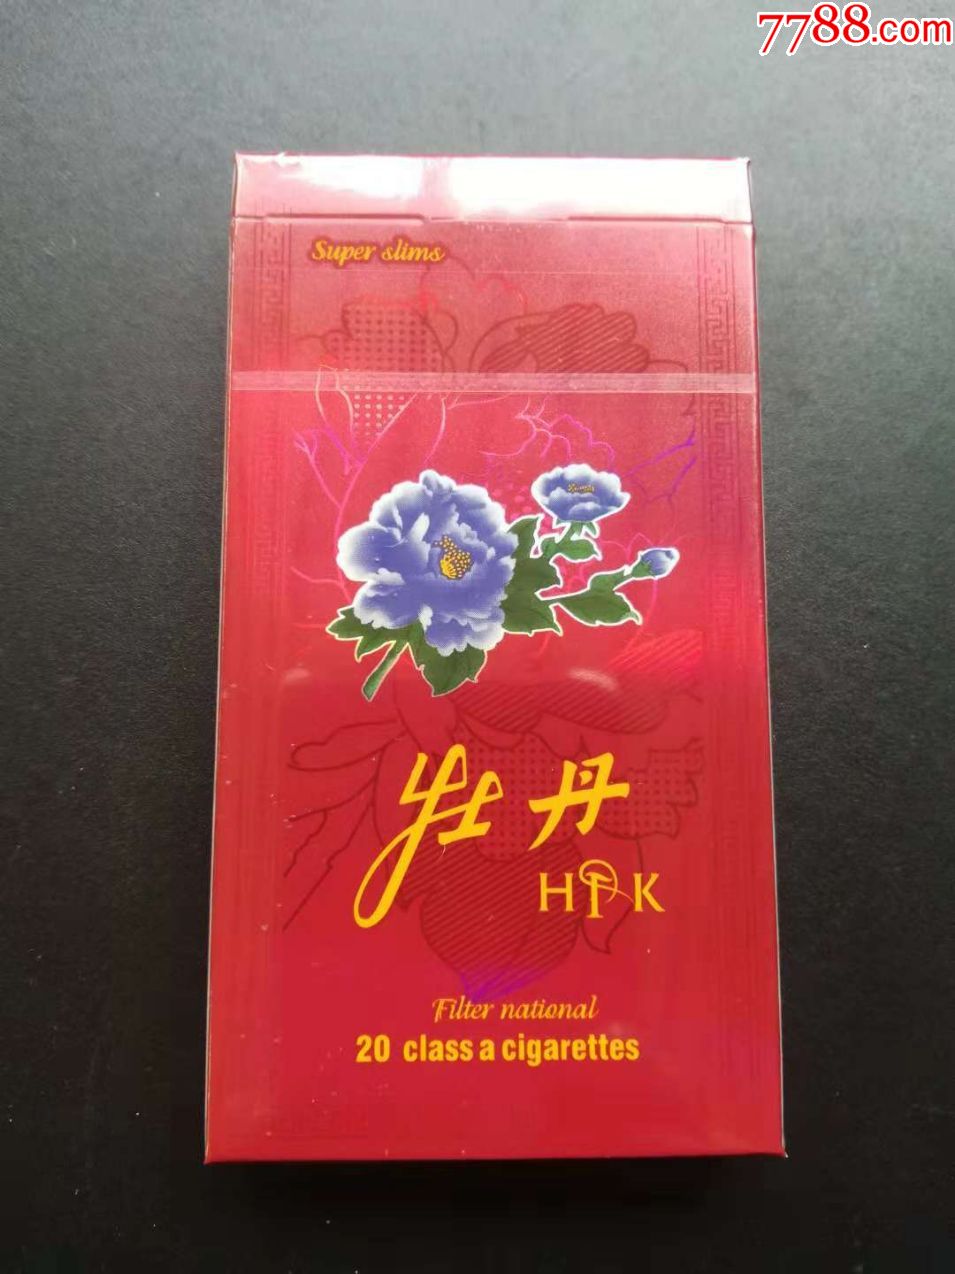 7788.com
Super slims
牡丹
HPK
Filter national
20 class a cigarettes